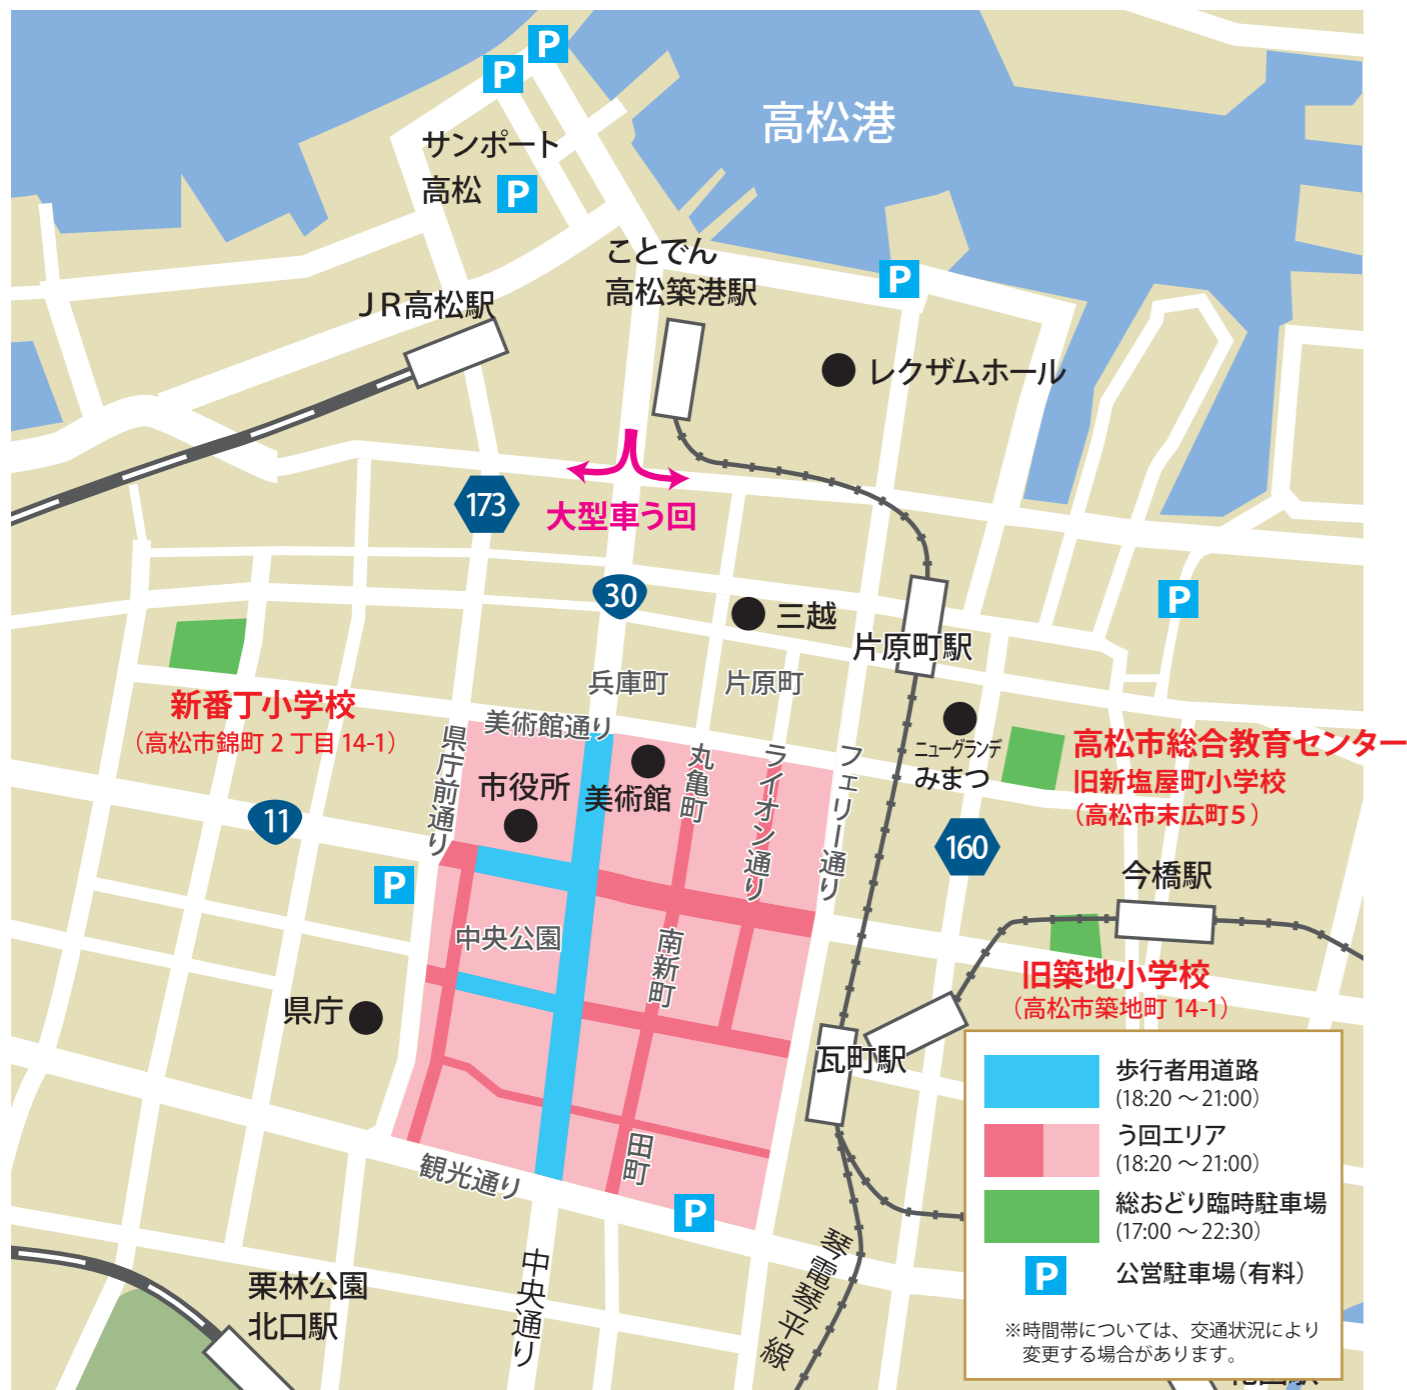 P
P
高松港
サンポート
高松
P
ことでん
高松築港駅
P
JR高松駅
レクザムホール
173
大型車う回
30
三越
P
片原町駅
兵庫町
片原町
新番丁小学校
(高松市錦町2丁目14-1)
美術館通り
県庁前通り
丸亀町
ライオン通り
フェリー通り
ニューグランデ
みまつ
高松市総合教育センター
旧新塩屋町小学校
(高松市末広町5)
市役所
美術館
11
160
P
今橋駅
中央公園
南新町
旧築地小学校
(高松市築地町14-1)
県庁
瓦町駅
田町
観光通り
P
中央通り
琴電琴平線
栗林公園
北口駅
歩行者用道路
(18:20～21:00)
う回エリア
(18:20～21:00)
総おどり臨時駐車場
(17:00～22:30)
P
公営駐車場(有料)
※時間帯については、交通状況により
変更する場合があります。